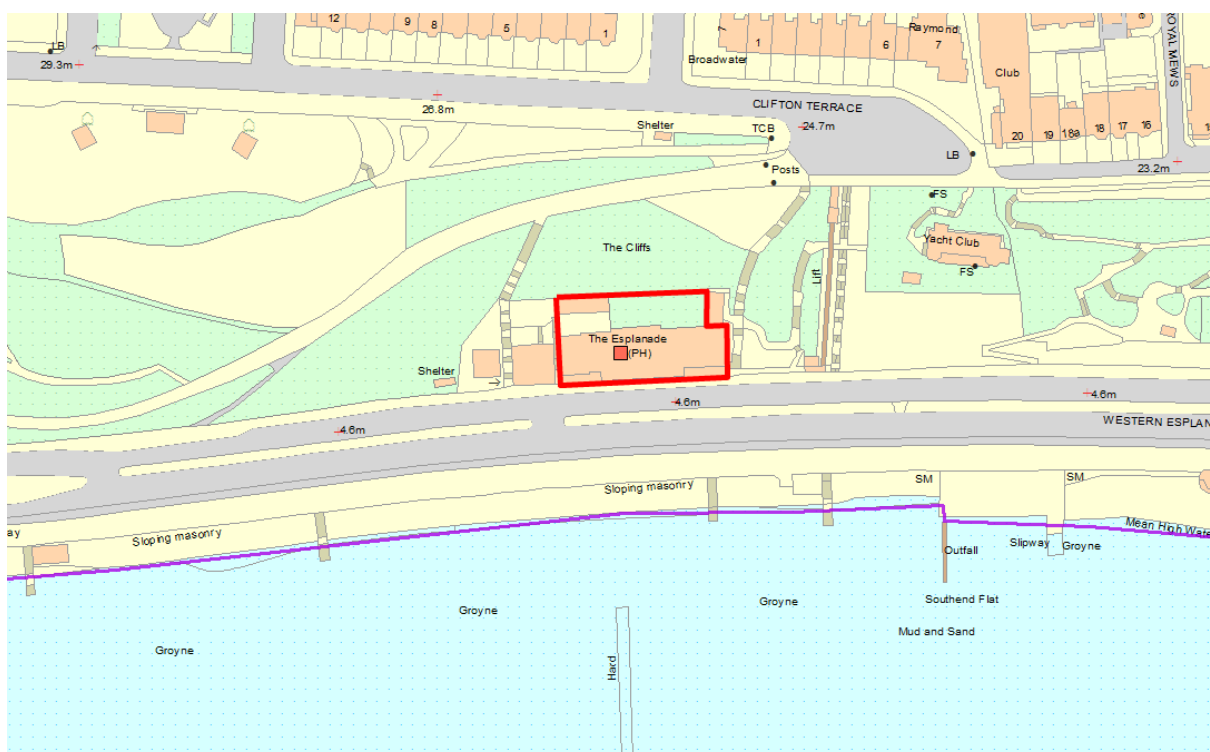 12
9
8
5
1
7
1
6
Raymond
7
a
ROYAL MEWS
LB
29.3m
Broadwater
Club
26.8m
CLIFTON TERRACE
24.7m
Shelter
TCB
20
19
18a
18
17
16
LB
23.2m
Posts
FS
The Cliffs
Yacht Club
Lift
FS
The Esplanade
(PH)
Shelter
4.6m
4.6m
4.6m
WESTERN ESPLAN
SM
SM
Sloping masonry
Sloping masonry
ay
Mean High Water
Outfall
Slipway
Groyne
Groyne
Groyne
Southend Flat
Mud and Sand
Groyne
Hard